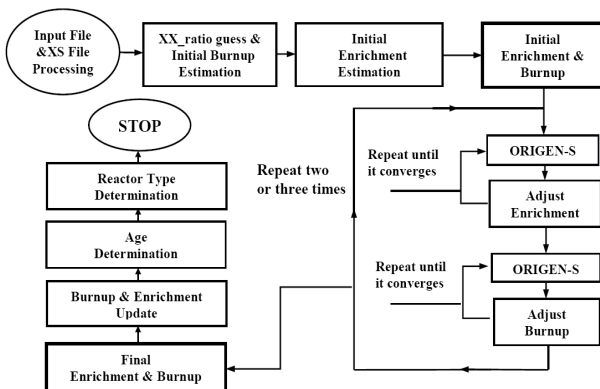 Input File
&XS File
Processing
XX_ratio guess &
Initial Burnup
Estimation
Initial
Enrichment
Estimation
Initial
Enrichment
& Burnup
STOP
Reactor Type
Determination
Age
Determination
Burnup & Enrichment
Update
Final
Enrichment & Burnup
Repeat two
or three times
Repeat until
it converges
ORIGEN-S
Adjust
Enrichment
Repeat until
it converges
ORIGEN-S
Adjust
Burnup